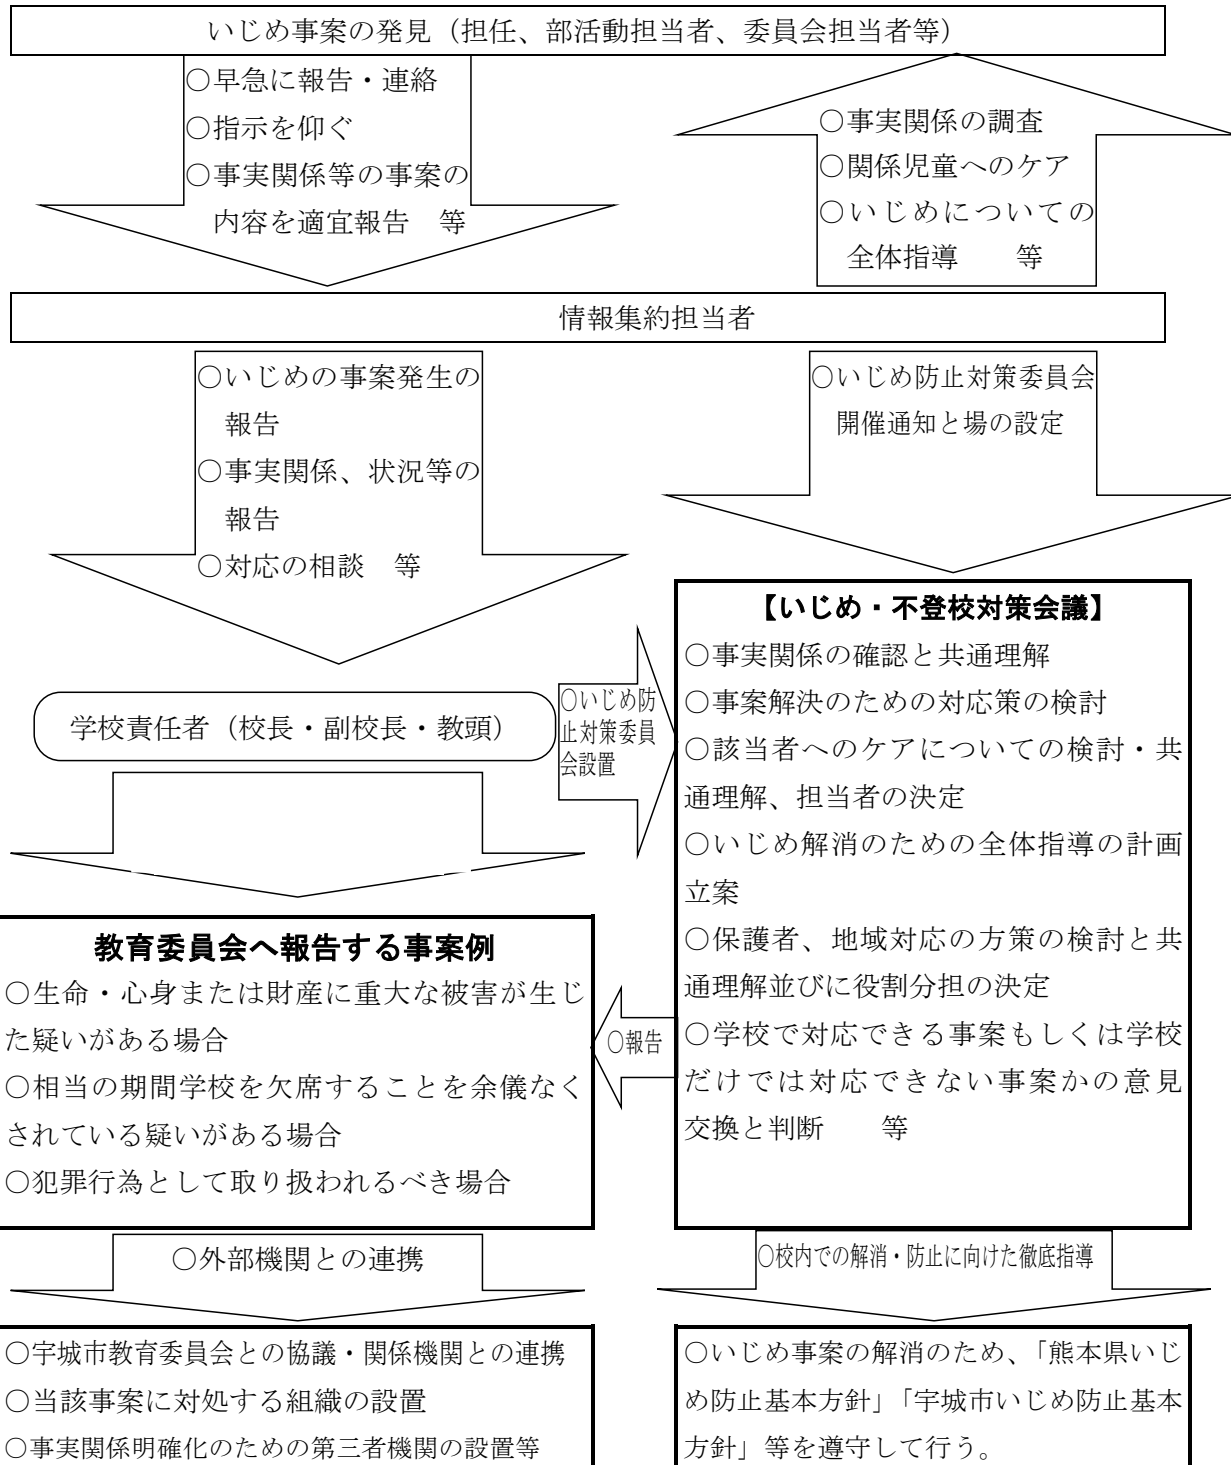 いじめ事案の発見（担任、部活動担当者、委員会担当者等）
○早急に報告・連絡
○指示を仰ぐ
○事実関係等の事案の
内容を適宜報告　等
○事実関係の調査
○関係児童へのケア
○いじめについての
全体指導　　等
情報集約担当者
○いじめの事案発生の
報告
○事実関係、状況等の
報告
○対応の相談　等
○いじめ防止対策委員会
開催通知と場の設定
学校責任者（校長・副校長・教頭）
○いじめ防
止対策委員
会設置
【いじめ・不登校対策会議】
○事実関係の確認と共通理解
○事案解決のための対応策の検討
○該当者へのケアについての検討・共
通理解、担当者の決定
○いじめ解消のための全体指導の計画
立案
○保護者、地域対応の方策の検討と共
通理解並びに役割分担の決定
○学校で対応できる事案もしくは学校
だけでは対応できない事案かの意見
交換と判断　　等
○報告
教育委員会へ報告する事案例
○生命・心身または財産に重大な被害が生じ
た疑いがある場合
○相当の期間学校を欠席することを余儀なく
されている疑いがある場合
○犯罪行為として取り扱われるべき場合
○外部機関との連携
○宇城市教育委員会との協議・関係機関との連携
○当該事案に対処する組織の設置
○事実関係明確化のための第三者機関の設置等
○校内での解消・防止に向けた徹底指導
○いじめ事案の解消のため、「熊本県いじ
め防止基本方針」「宇城市いじめ防止基本
方針」等を遵守して行う。